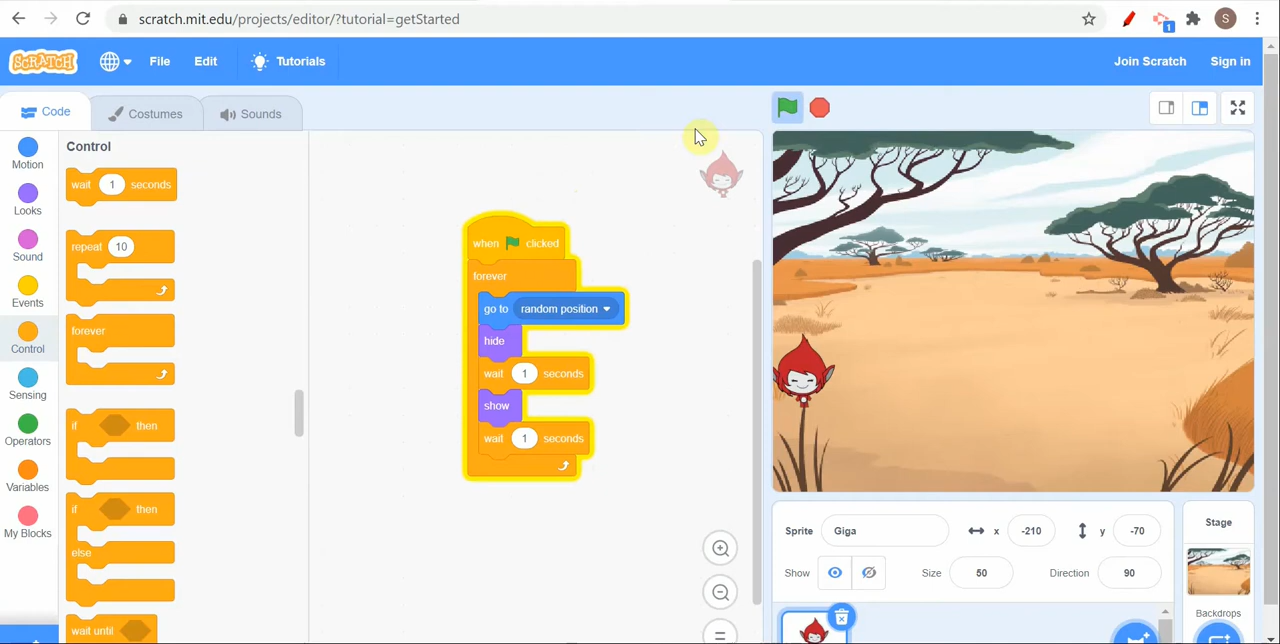 scratch.mit.edu/projects/editor/?tutorial=getStarted
1
S
SCRATCH
File
Edit
Tutorials
Join Scratch
Sign in
Code
Costumes
Sounds
Motion
Looks
Sound
Events
Control
Sensing
Operators
Variables
My Blocks
Control
wait 1 seconds
repeat 10
forever
if then
if then
else
wait until
when clicked
forever
go to random position
hide
wait 1 seconds
show
wait 1 seconds
Sprite Giga x -210 y -70
Show Size 50 Direction 90
Stage
Backdrops